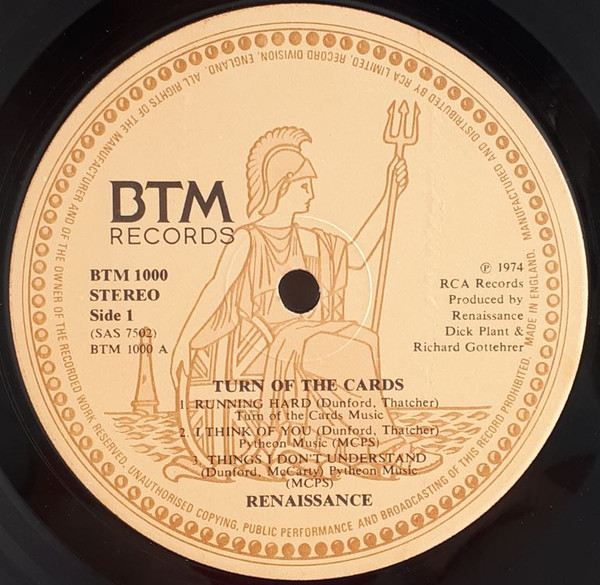 BTM
RECORDS
BTM 1000
STEREO
Side 1
(SAS 7502)
BTM 1000 A
℗ 1974
RCA Records
Produced by
Renaissance
Dick Plant &
Richard Gottehrer
TURN OF THE CARDS
1. RUNNING HARD (Dunford, Thatcher)
Turn of the Cards Music
2. I THINK OF YOU (Dunford, Thatcher)
Pytheon Music (MCPS)
3. THINGS I DON'T UNDERSTAND
(Dunford, McCarty) Pytheon Music
(MCPS)
RENAISSANCE
MANUFACTURED AND DISTRIBUTED BY RCA LIMITED, RECORD DIVISION, ENGLAND. ALL RIGHTS OF THE MANUFACTURER AND OF THE OWNER OF THE RECORDED WORK RESERVED. UNAUTHORISED COPYING, PUBLIC PERFORMANCE AND BROADCASTING OF THIS RECORD PROHIBITED. MADE IN ENGLAND.